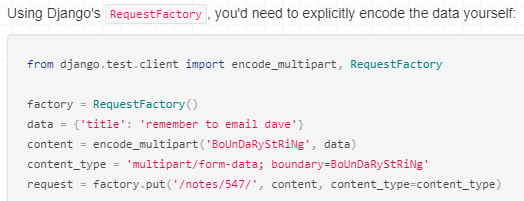 Using Django's RequestFactory, you'd need to explicitly encode the data yourself:
from django.test.client import encode_multipart, RequestFactory
factory = RequestFactory()
data = {'title': 'remember to email dave'}
content = encode_multipart('BoUnDaRyStRiNg', data)
content_type = 'multipart/form-data; boundary=BoUnDaRyStRiNg'
request = factory.put('/notes/547/', content, content_type=content_type)